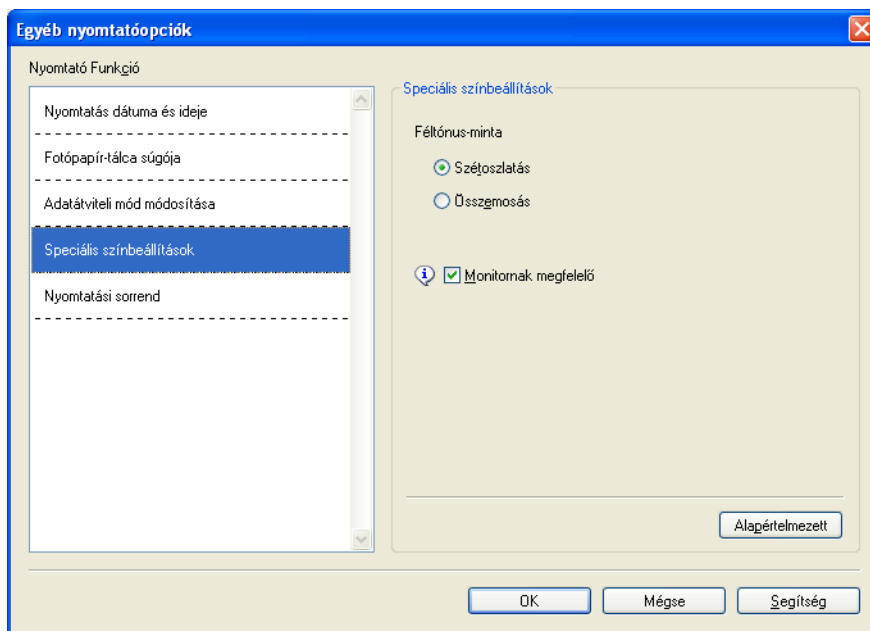 Egyéb nyomtatóopciók
Nyomtató Funkció
Nyomtatás dátuma és ideje
Fotópapír-tálca súgója
Adatátviteli mód módosítása
Speciális színbeállítások
Nyomtatási sorrend
Speciális színbeállítások
Féltónus-minta
Szétoszlatás
Összemosás
Monitornak megfelelő
Alapértelmezett
OK
Mégse
Segítség